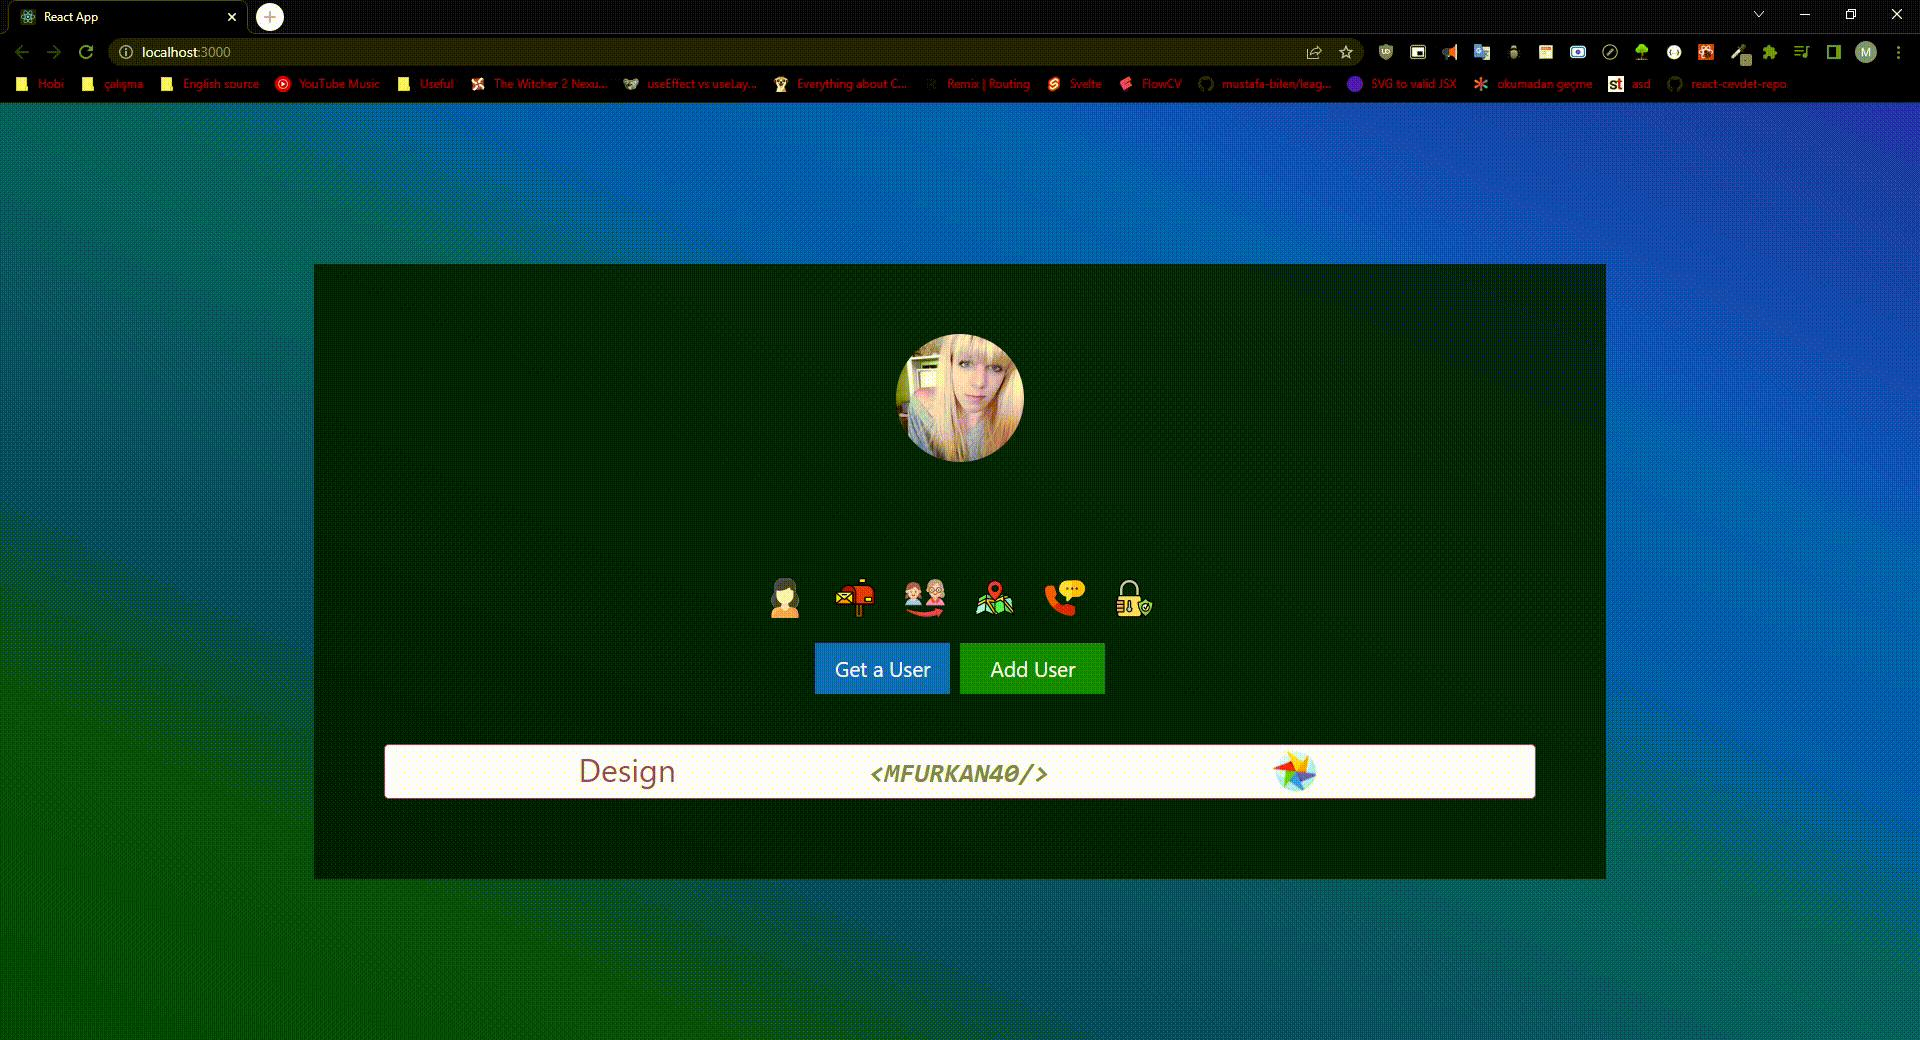 React App
localhost:3000
M
Hobi
çalışma
English source
YouTube Music
Useful
The Witcher 2 Nexu...
useEffect vs useLay...
Everything about C...
Remix | Routing
Svelte
FlowCV
mustafa-bilen/leag...
SVG to valid JSX
okumadan geçme
st asd
react-cevdet-repo
Get a User
Add User
Design
<MFURKAN40/>